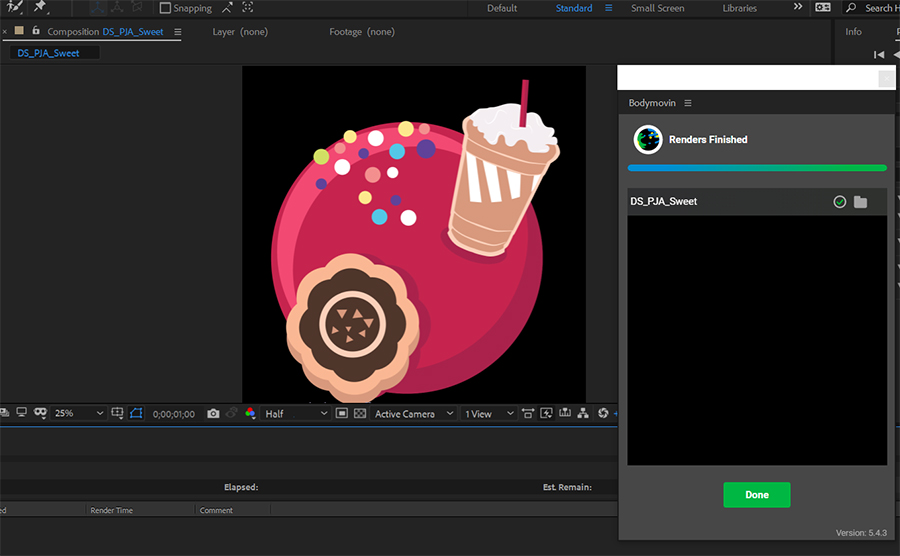 Snapping
Default
Standard
Small Screen
Libraries
Search H
Composition DS_PJA_Sweet
Layer (none)
Footage (none)
Info
DS_PJA_Sweet
Bodymovin
Renders Finished
DS_PJA_Sweet
25%
0;00;01;00
Half
Active Camera
1 View
Elapsed:
Est. Remain:
Done
ed
Render Time
Comment
Version: 5.4.3